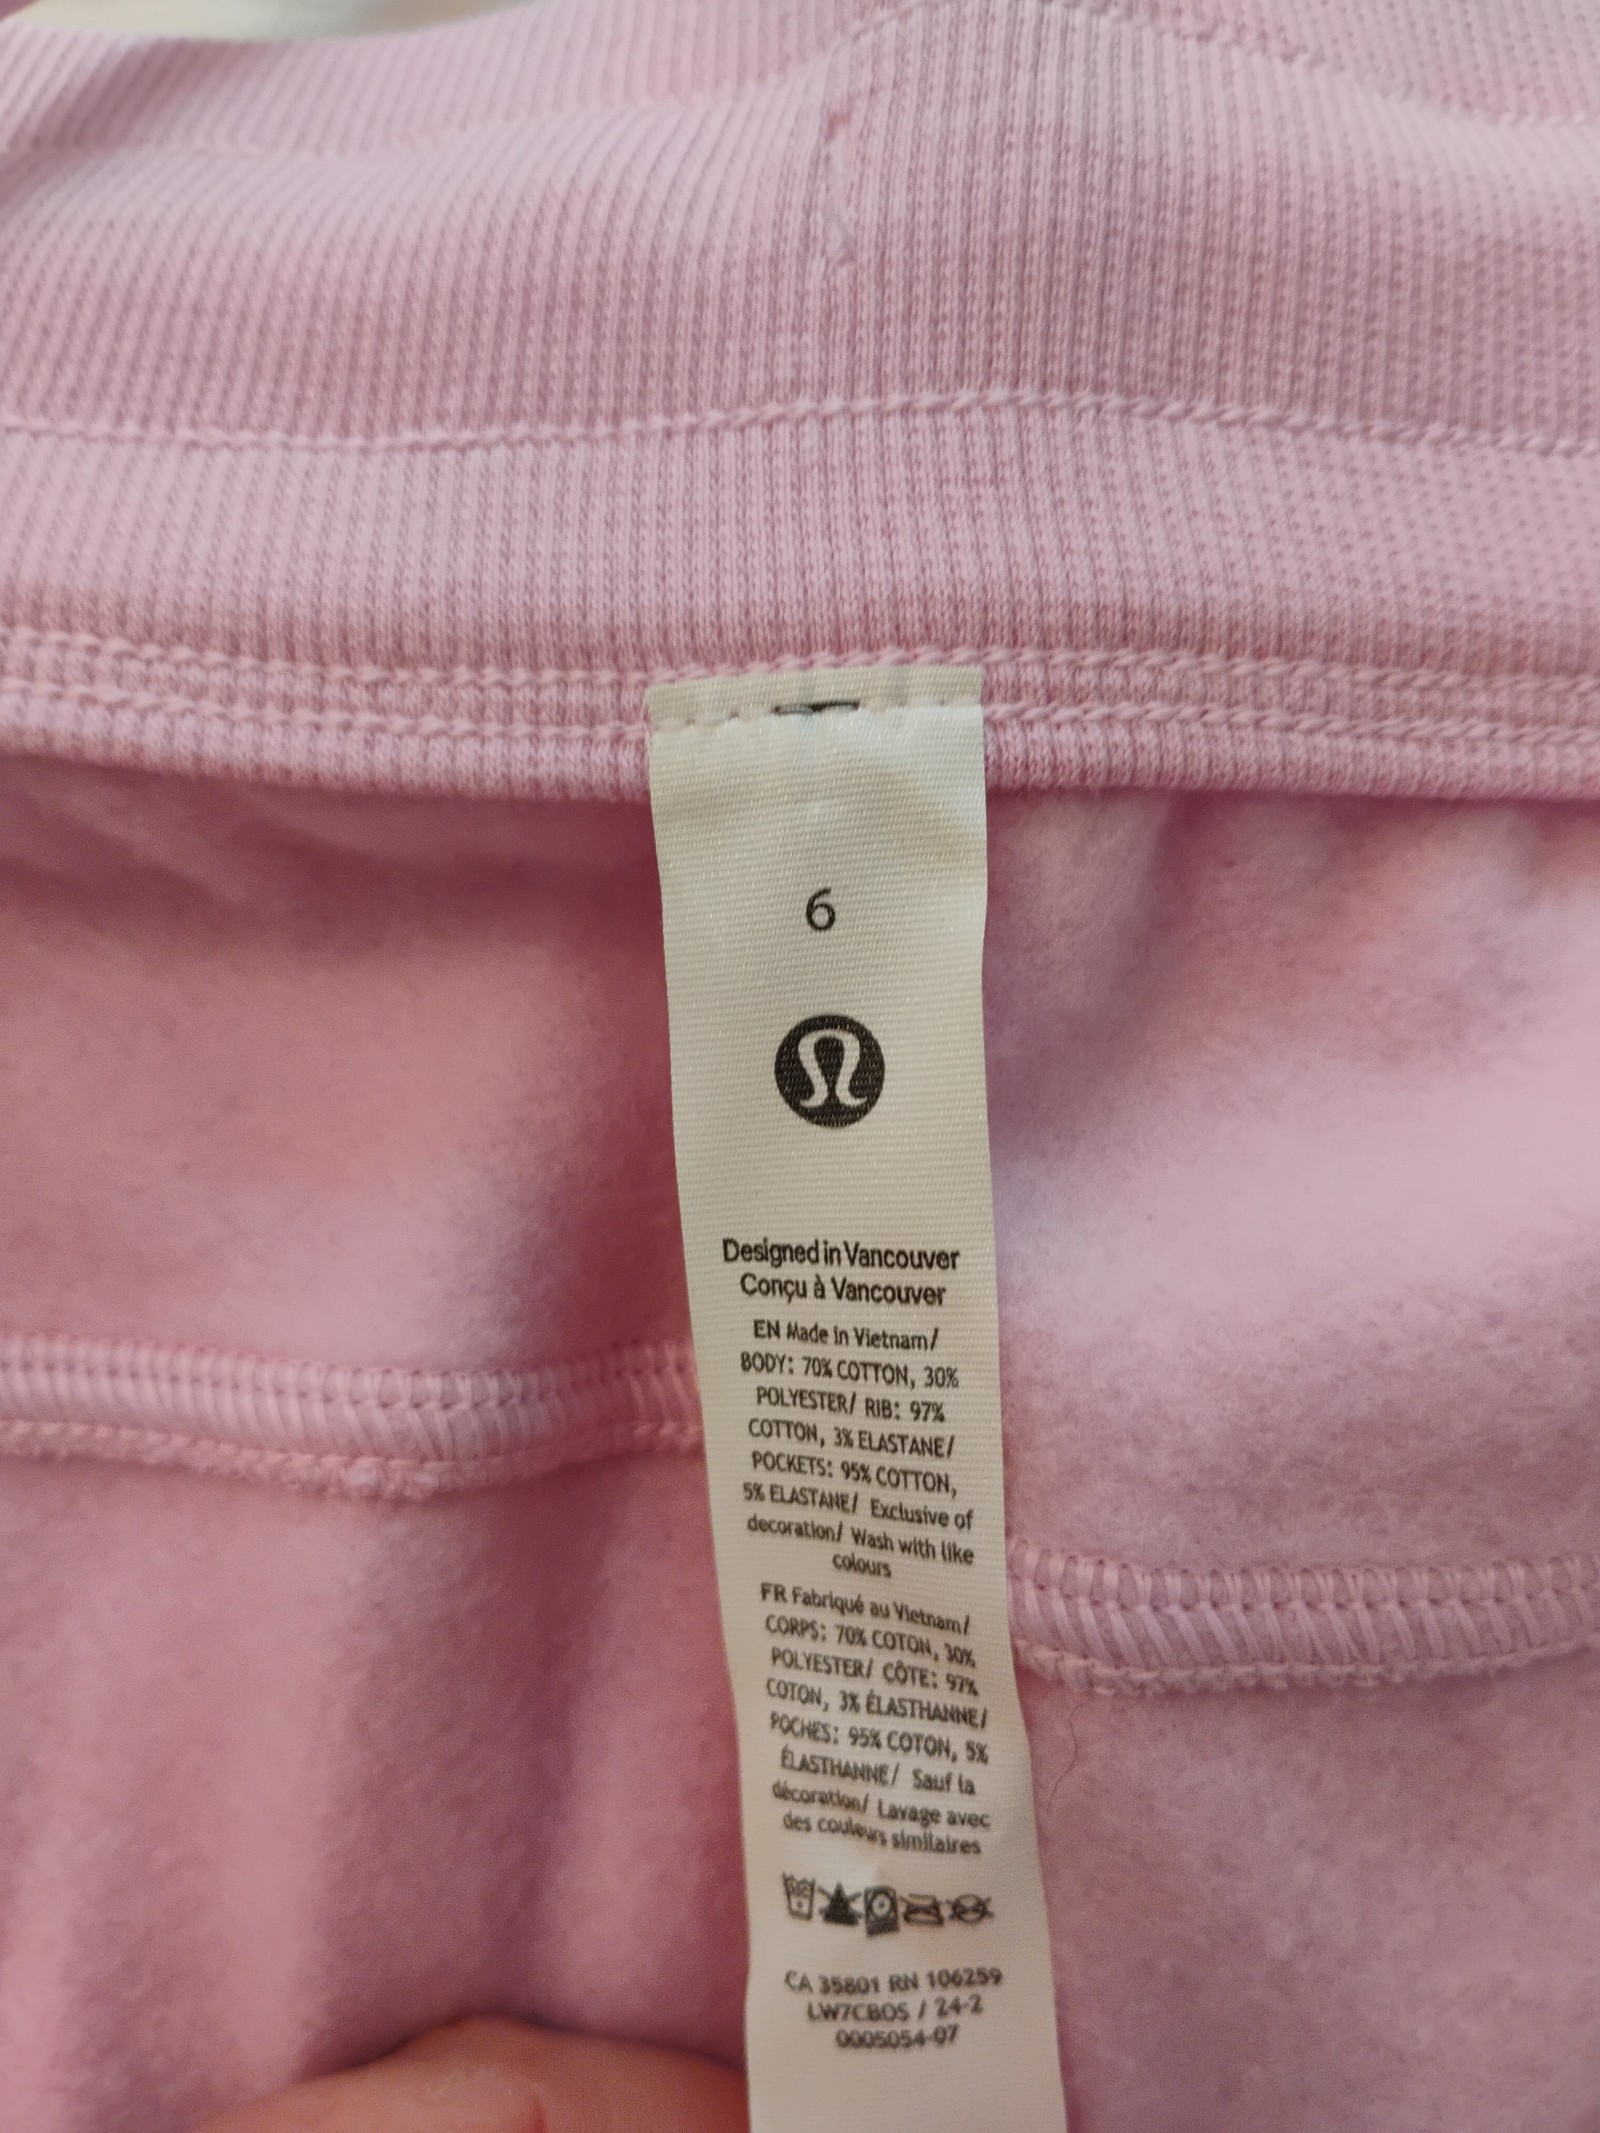 6
Designed in Vancouver
Conçu à Vancouver
EN Made in Vietnam/
BODY: 70% COTTON, 30%
POLYESTER/ RIB: 97%
COTTON, 3% ELASTANE/
POCKETS: 95% COTTON,
5% ELASTANE/ Exclusive of
decoration/ Wash with like
colours
FR Fabriqué au Vietnam/
CORPS: 70% COTON, 30%
POLYESTER/ CÔTE: 97%
COTON, 3% ÉLASTHANNE/
POCHES: 95% COTON, 5%
ÉLASTHANNE/ Sauf la
décoration/ Lavage avec
des couleurs similaires
CA 35801 RN 106259
LW7CBOS / 24-2
0005054-07